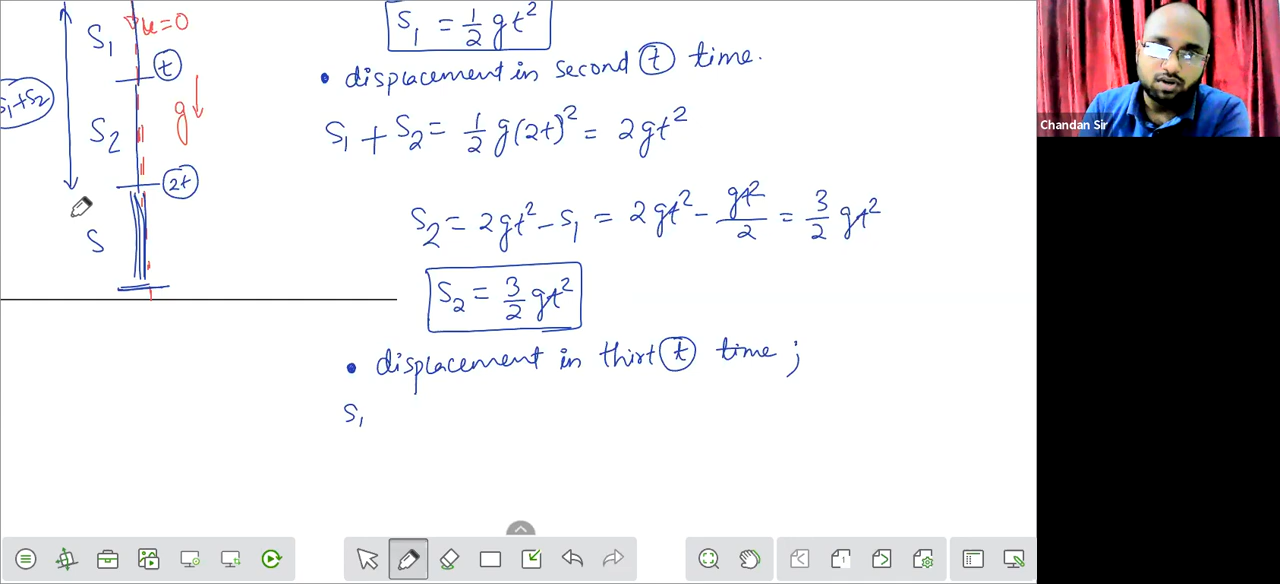 S₁ = 1/2 gt²
u=0
S₁
t
• displacement in second t time.
S₁+S₂
g↓
S₂
S₁ + S₂ = 1/2 g(2t)² = 2gt²
2t
S₂ = 2gt² - S₁ = 2gt² - gt²/2 = 3/2 gt²
S
S₂ = 3/2 gt²
• displacement in thirt t time ;
S₁
Chandan Sir
1